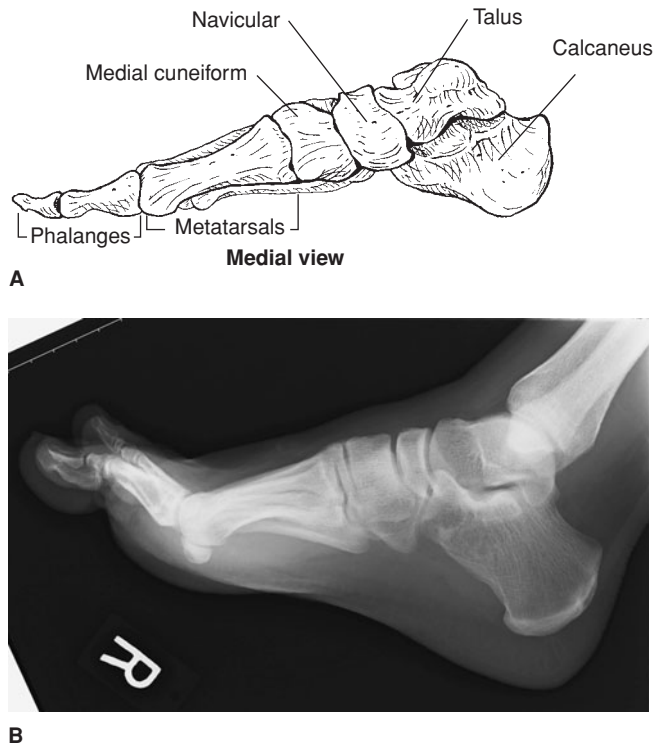 Navicular
Talus
Calcaneus
Medial cuneiform
Phalanges
Metatarsals
Medial view
A
R
B